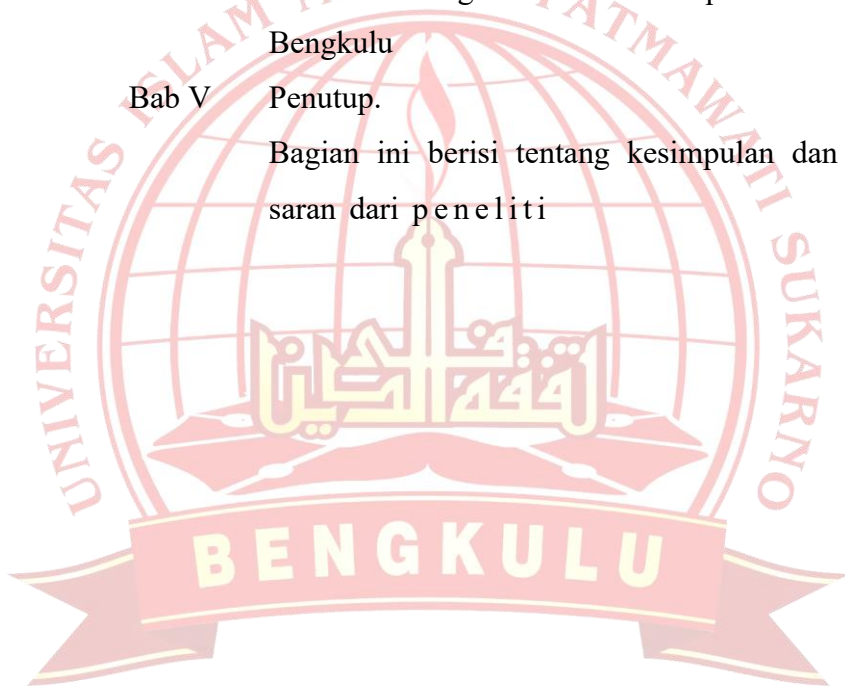 Bengkulu
Bab V Penutup.
Bagian ini berisi tentang kesimpulan dan
saran dari peneliti
UNIVERSITAS ISLAM
FATMAWATI SUKARNO
BENGKULU